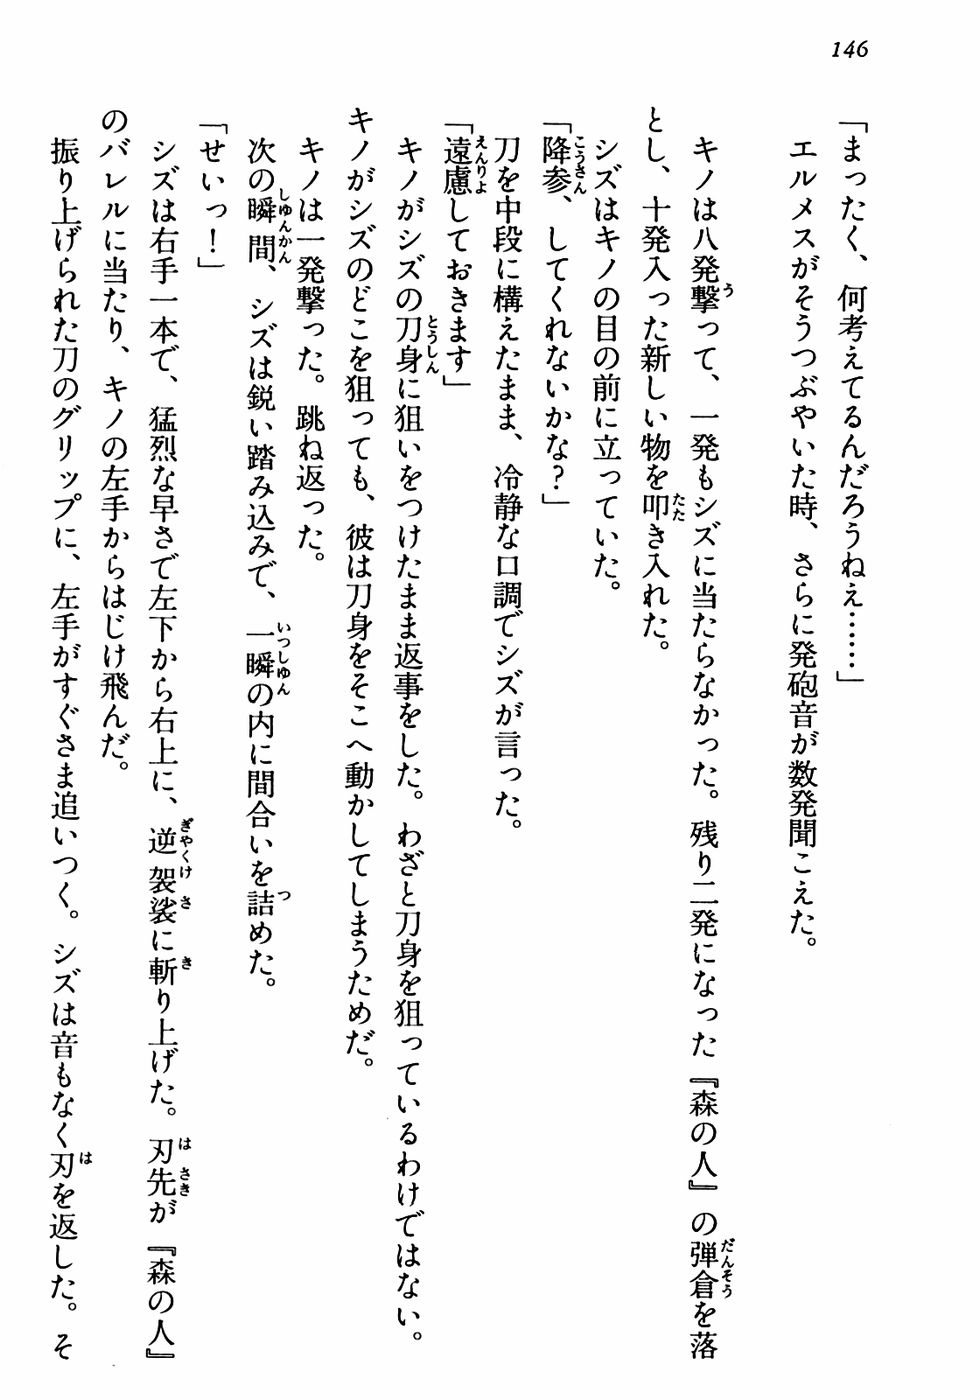 146
「まったく、何考えてるんだろうねえ……」
エルメスがそうつぶやいた時、さらに発砲音が数発聞こえた。
キノは八発撃って、一発もシズに当たらなかった。残り二発になった『森の人』の弾倉を落
とし、十発入った新しい物を叩き入れた。
シズはキノの目の前に立っていた。
「降参、してくれないかな？」
刀を中段に構えたまま、冷静な口調でシズが言った。
「遠慮しておきます」
キノがシズの刀身に狙いをつけたまま返事をした。わざと刀身を狙っているわけではない。
キノがシズのどこを狙っても、彼は刀身をそこへ動かしてしまうためだ。
キノは一発撃った。跳ね返った。
次の瞬間、シズは鋭い踏み込みで、一瞬の内に間合いを詰めた。
「せいっ！」
シズは右手一本で、猛烈な早さで左下から右上に、逆袈裟に斬り上げた。刃先が『森の人』
のバレルに当たり、キノの左手からはじけ飛んだ。
振り上げられた刀のグリップに、左手がすぐさま追いつく。シズは音もなく刃を返した。そ